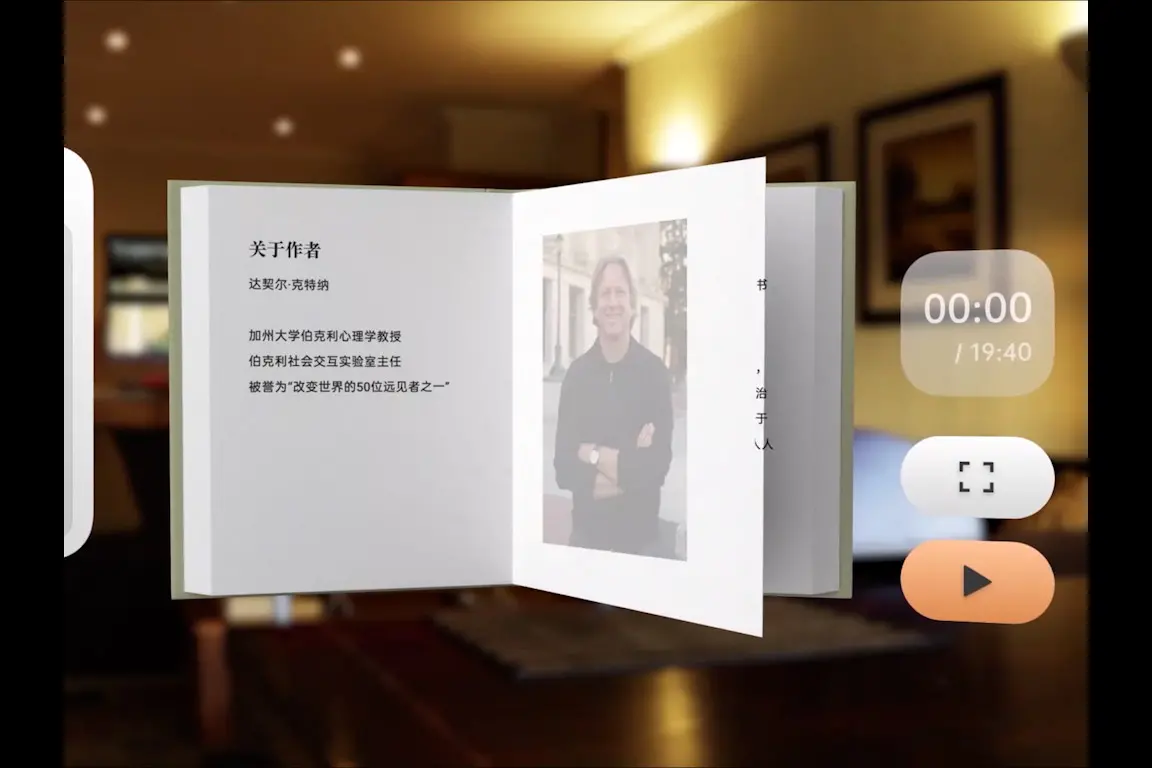 关于作者
达契尔·克特纳
加州大学伯克利心理学教授
伯克利社会交互实验室主任
被誉为“改变世界的50位远见者之一”
书
，
治
于
人人
00:00
/ 19:40